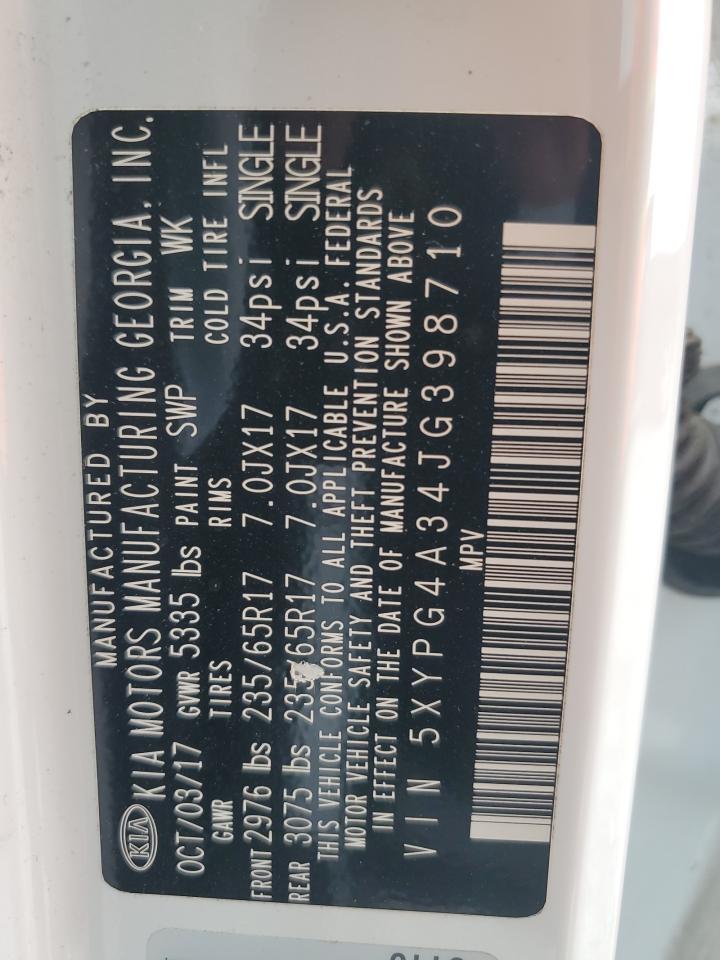 MANUFACTURED BY
KIA KIA MOTORS MANUFACTURING GEORGIA, INC.
OCT/03/17 GVWR 5335 lbs PAINT SWP TRIM WK
GAWR TIRES RIMS COLD TIRE INFL
FRONT 2976 lbs 235/65R17 7.0JX17 34psi SINGLE
REAR 3075 lbs 235 65R17 7.0JX17 34psi SINGLE
THIS VEHICLE CONFORMS TO ALL APPLICABLE U.S.A. FEDERAL
MOTOR VEHICLE SAFETY AND THEFT PREVENTION STANDARDS
IN EFFECT ON THE DATE OF MANUFACTURE SHOWN ABOVE
VIN 5XYPG4A34JG398710
MPV